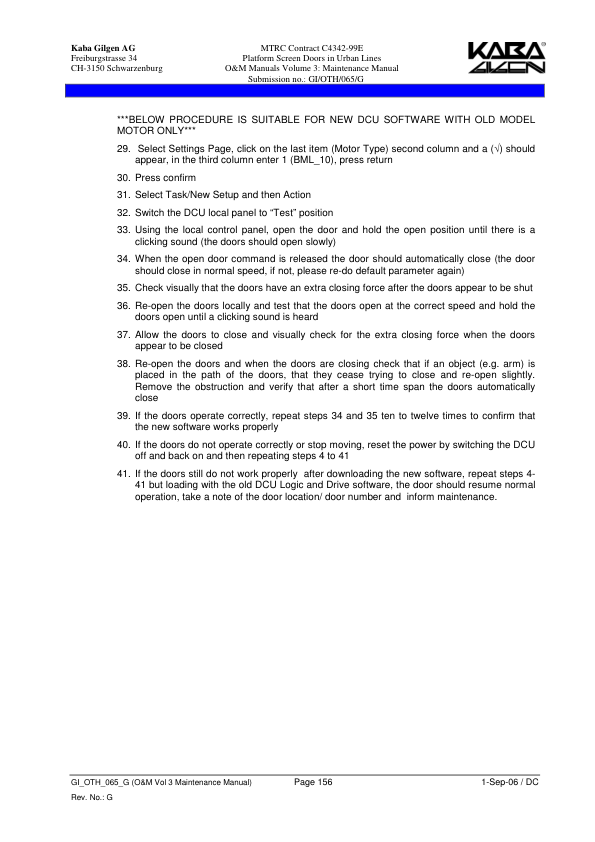 Kaba Gilgen AG
Freiburgstrasse 34
CH-3150 Schwarzenburg
MTRC Contract C4342-99E
Platform Screen Doors in Urban Lines
O&M Manuals Volume 3: Maintenance Manual
Submission no.: GI/OTH/065/G
KABA
GILGEN
***BELOW PROCEDURE IS SUITABLE FOR NEW DCU SOFTWARE WITH OLD MODEL
MOTOR ONLY***
29. Select Settings Page, click on the last item (Motor Type) second column and a (√) should
appear, in the third column enter 1 (BML_10), press return
30. Press confirm
31. Select Task/New Setup and then Action
32. Switch the DCU local panel to “Test” position
33. Using the local control panel, open the door and hold the open position until there is a
clicking sound (the doors should open slowly)
34. When the open door command is released the door should automatically close (the door
should close in normal speed, if not, please re-do default parameter again)
35. Check visually that the doors have an extra closing force after the doors appear to be shut
36. Re-open the doors locally and test that the doors open at the correct speed and hold the
doors open until a clicking sound is heard
37. Allow the doors to close and visually check for the extra closing force when the doors
appear to be closed
38. Re-open the doors and when the doors are closing check that if an object (e.g. arm) is
placed in the path of the doors, that they cease trying to close and re-open slightly.
Remove the obstruction and verify that after a short time span the doors automatically
close
39. If the doors operate correctly, repeat steps 34 and 35 ten to twelve times to confirm that
the new software works properly
40. If the doors do not operate correctly or stop moving, reset the power by switching the DCU
off and back on and then repeating steps 4 to 41
41. If the doors still do not work properly after downloading the new software, repeat steps 4-
41 but loading with the old DCU Logic and Drive software, the door should resume normal
operation, take a note of the door location/ door number and inform maintenance.
GI_OTH_065_G (O&M Vol 3 Maintenance Manual) Page 156 1-Sep-06 / DC
Rev. No.: G